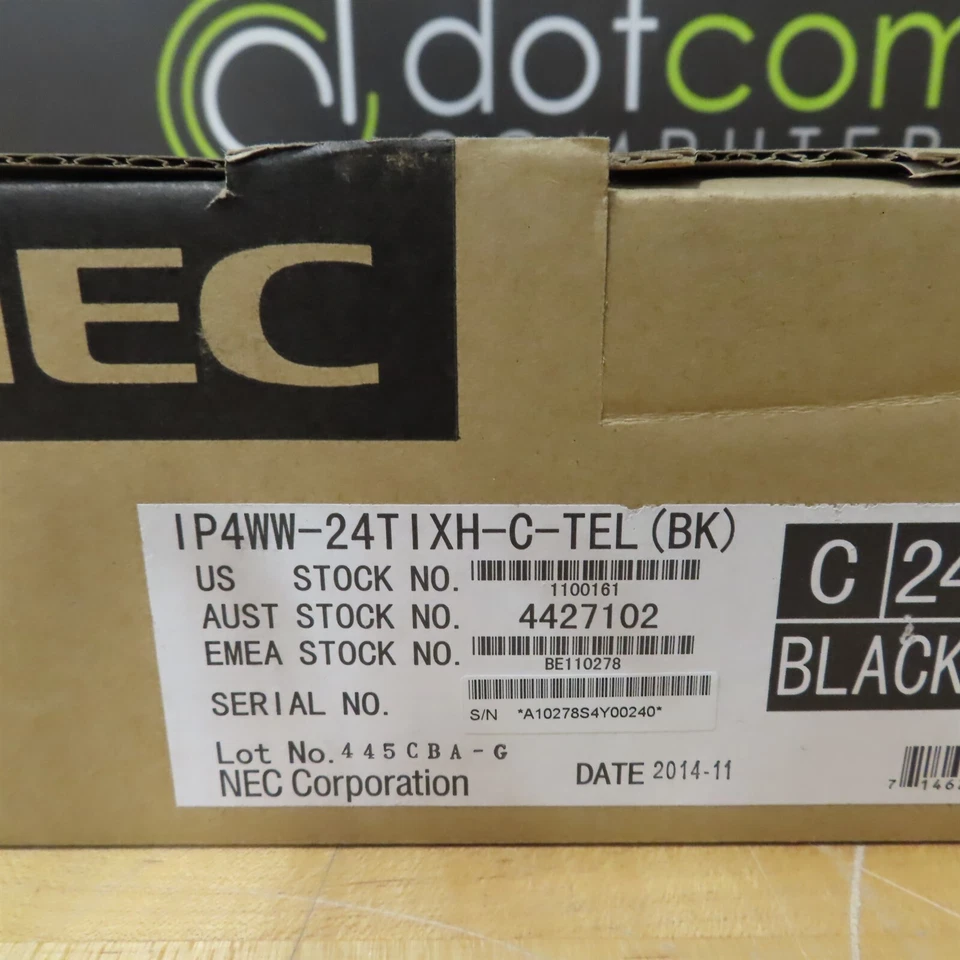 dotcom
COMPUTER
NEC
IP4WW-24TIXH-C-TEL(BK)
US STOCK NO.
1100161
AUST STOCK NO. 4427102
EMEA STOCK NO.
BE110278
SERIAL NO.
S/N *A10278S4Y00240*
Lot No. 445CBA-G
NEC Corporation
DATE 2014-11
C 24
BLACK